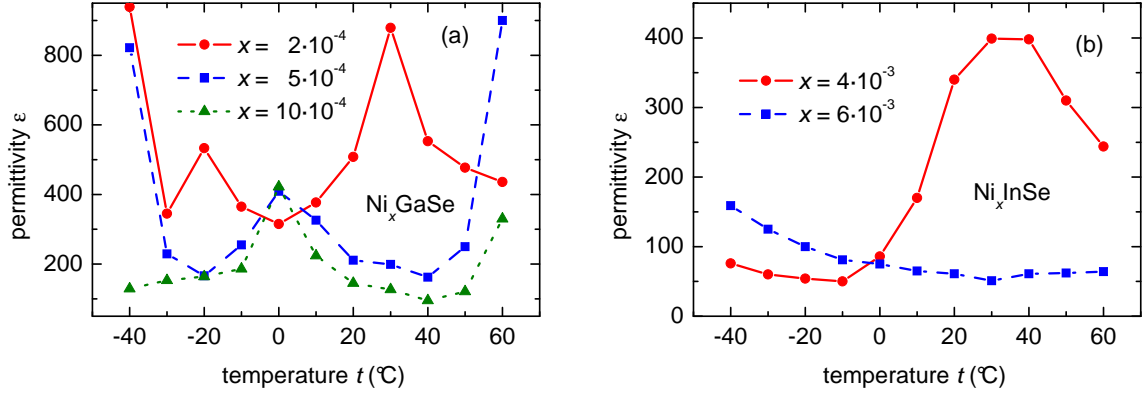 (a)
x = 2·10⁻⁴
x = 5·10⁻⁴
x = 10·10⁻⁴
NiₓGaSe
800
600
400
200
permittivity ε
-40 -20 0 20 40 60
temperature t (°C)
(b)
x = 4·10⁻³
x = 6·10⁻³
NiₓInSe
400
300
200
100
0
permittivity ε
-40 -20 0 20 40 60
temperature t (°C)